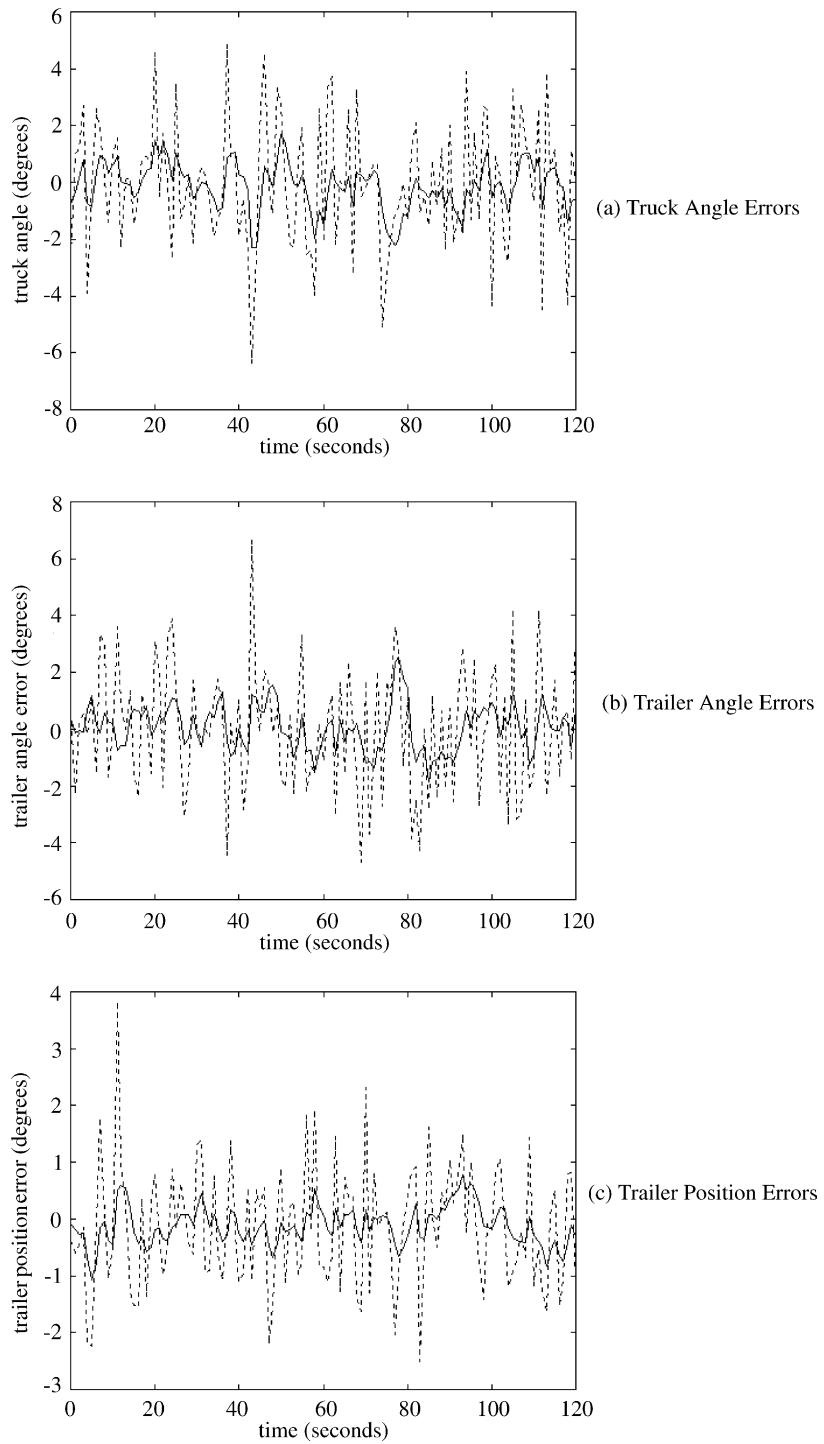 6
4
2
0
-2
-4
-6
-8
truck angle (degrees)
0 20 40 60 80 100 120
time (seconds)
(a) Truck Angle Errors
8
6
4
2
0
-2
-4
-6
trailer angle error (degrees)
0 20 40 60 80 100 120
time (seconds)
(b) Trailer Angle Errors
4
3
2
1
0
-1
-2
-3
trailer position error (degrees)
0 20 40 60 80 100 120
time (seconds)
(c) Trailer Position Errors